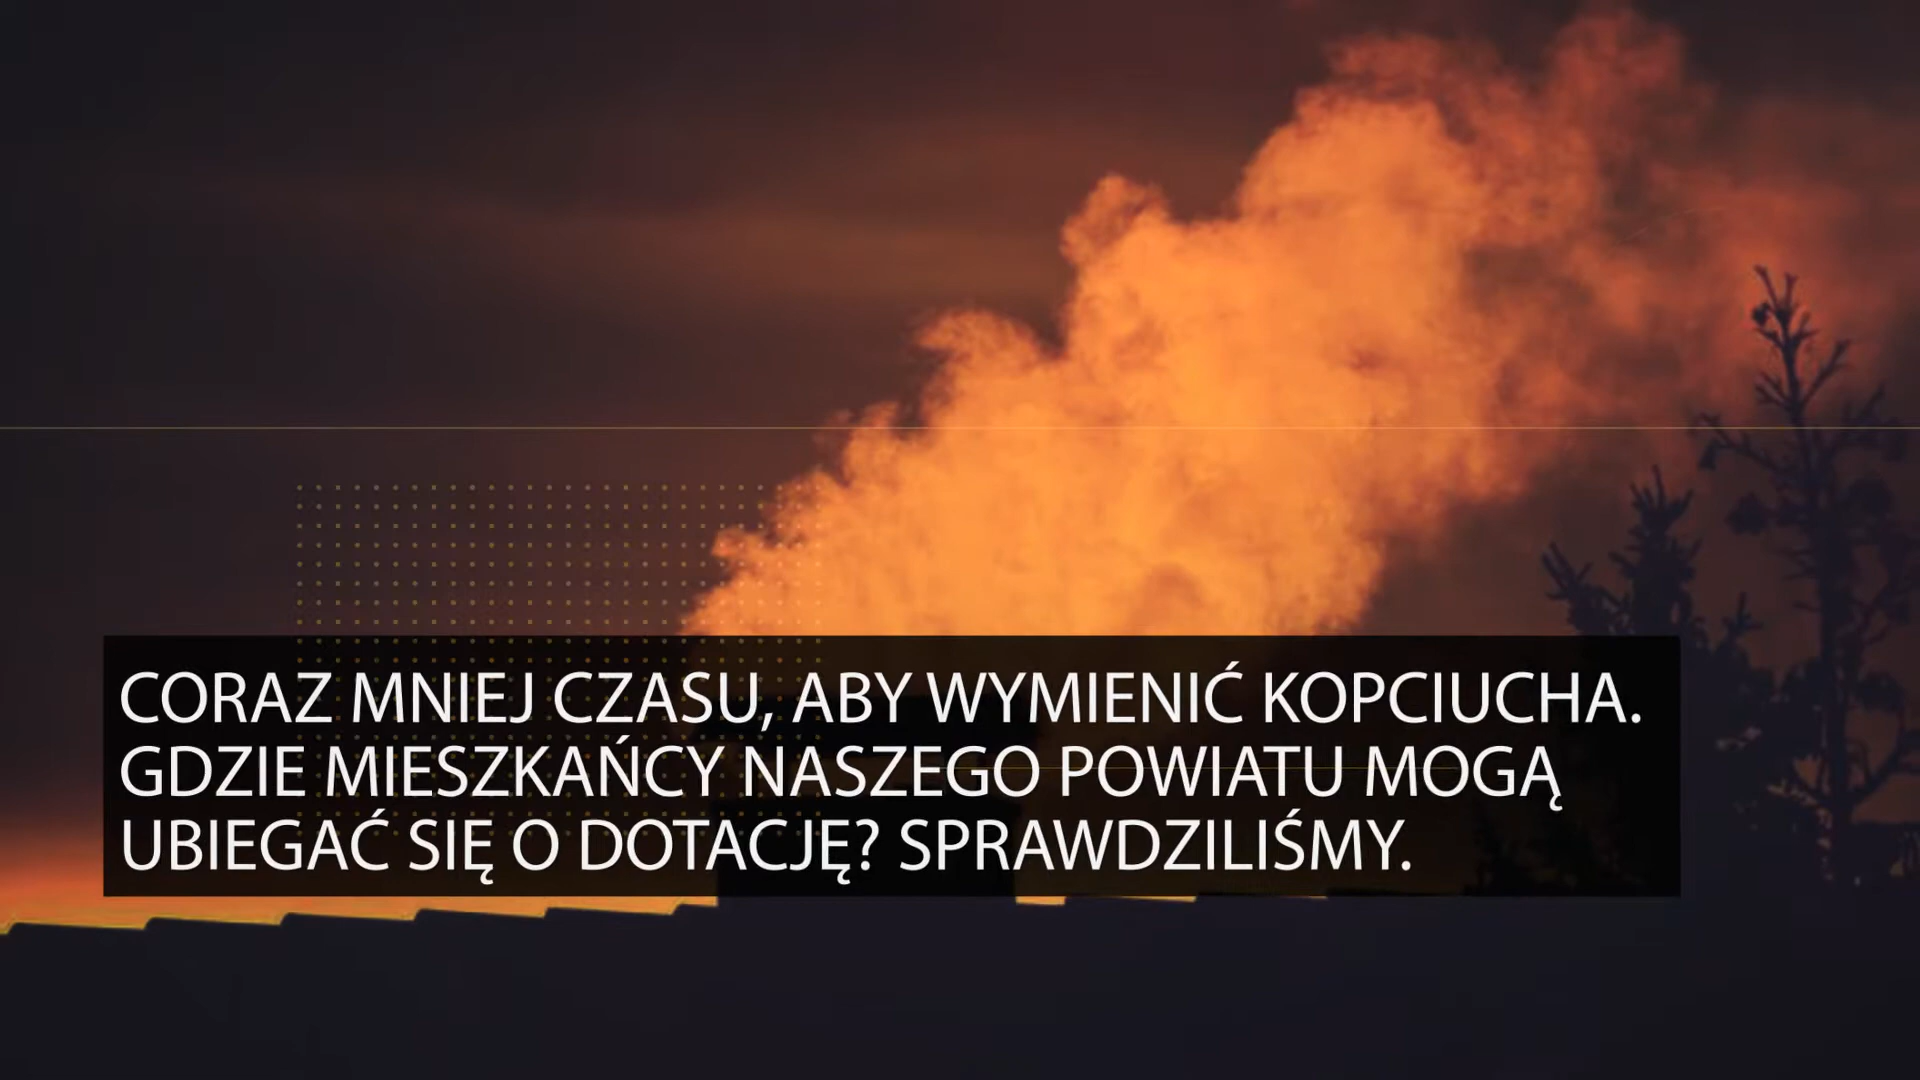 CORAZ MNIEJ CZASU, ABY WYMIENIĆ KOPCIUCHA.
GDZIE MIESZKAŃCY NASZEGO POWIATU MOGĄ
UBIEGAĆ SIĘ O DOTACJĘ? SPRAWDZILIŚMY.